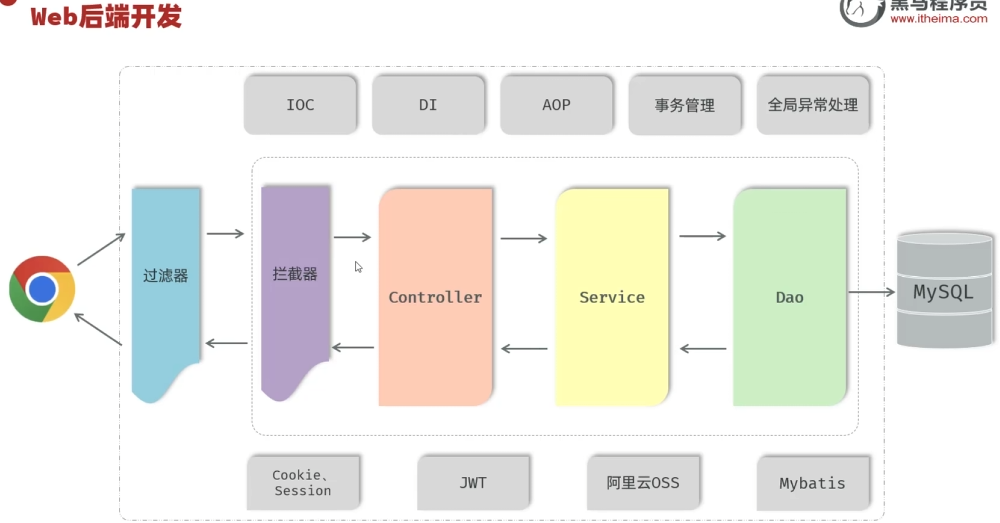 Web后端开发
黑马程序员
www.itheima.com
IOC
DI
AOP
事务管理
全局异常处理
过滤器
拦截器
Controller
Service
Dao
MySQL
Cookie、
Session
JWT
阿里云OSS
Mybatis